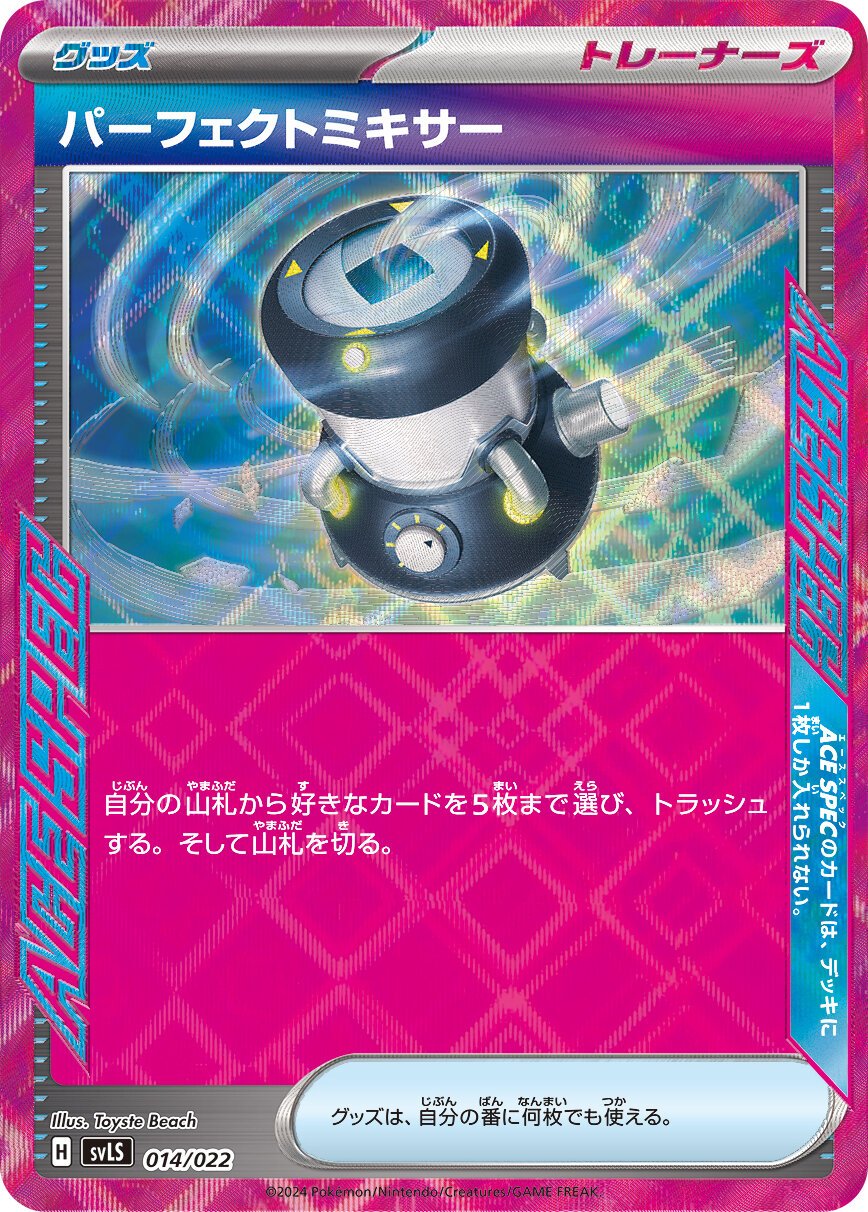 グッズ
トレーナーズ
パーフェクトミキサー
ACE SPEC
ACE SPEC
自分の山札から好きなカードを5枚まで選び、トラッシュ
する。そして山札を切る。
ACE SPECのカードは、デッキに
1枚しか入れられない。
グッズは、自分の番に何枚でも使える。
Illus. Toyste Beach
H svLS 014/022
©2024 Pokémon/Nintendo/Creatures/GAME FREAK.